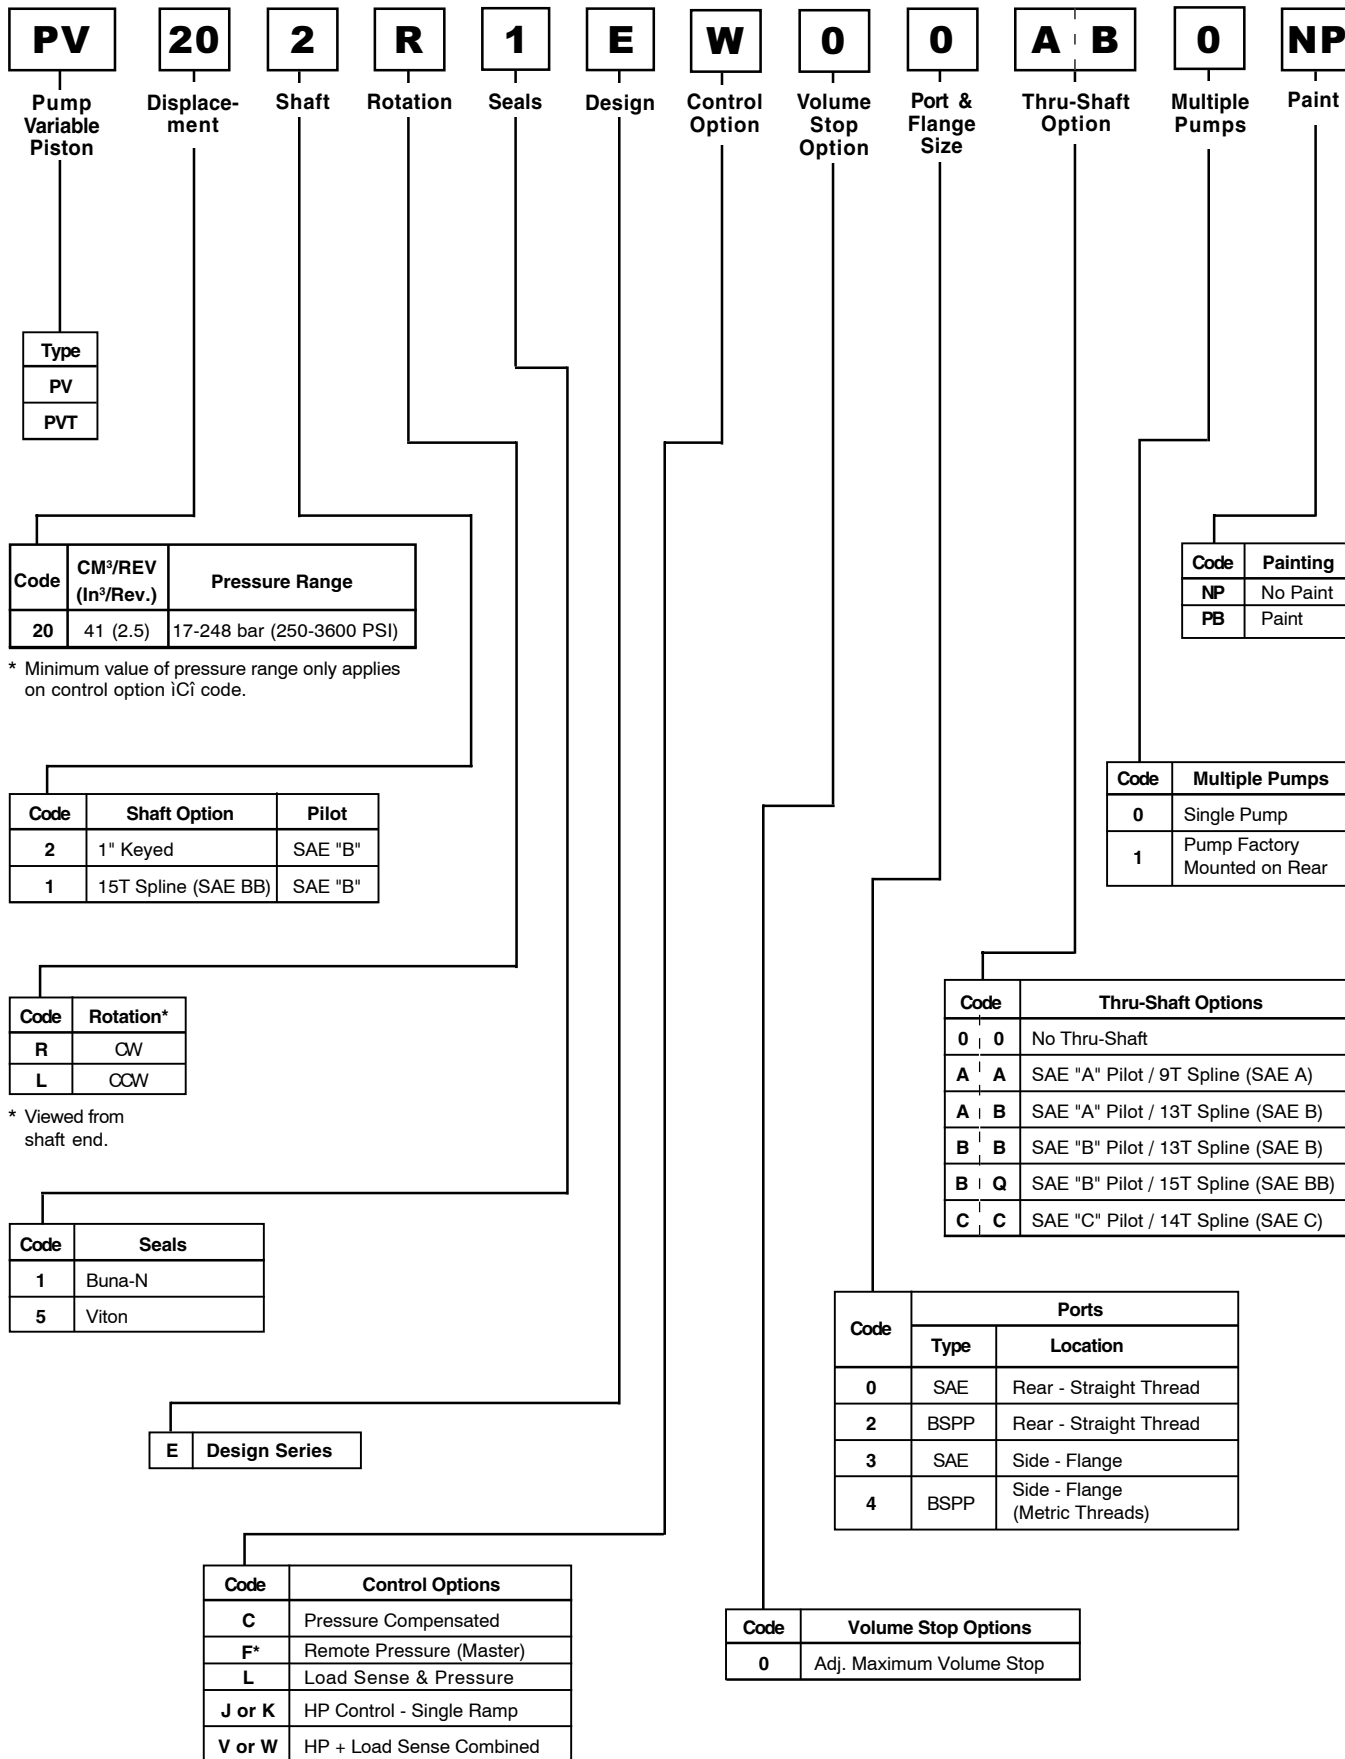 PV 20 2 R 1 E W 0 0 A B 0 NP
Pump
Variable
Piston
Displace-
ment
Shaft
Rotation
Seals
Design
Control
Option
Volume
Stop
Option
Port &
Flange
Size
Thru-Shaft
Option
Multiple
Pumps
Paint
Type
PV
PVT
Code CM³/REV (In³/Rev.) Pressure Range
20 41 (2.5) 17-248 bar (250-3600 PSI)
* Minimum value of pressure range only applies
on control option ìCî code.
Code Painting
NP No Paint
PB Paint
Code Shaft Option Pilot
2 1" Keyed SAE "B"
1 15T Spline (SAE BB) SAE "B"
Code Multiple Pumps
0 Single Pump
1 Pump Factory
Mounted on Rear
Code Rotation*
R CW
L CCW
* Viewed from
shaft end.
Code Thru-Shaft Options
0 0 No Thru-Shaft
A A SAE "A" Pilot / 9T Spline (SAE A)
A B SAE "A" Pilot / 13T Spline (SAE B)
B B SAE "B" Pilot / 13T Spline (SAE B)
B Q SAE "B" Pilot / 15T Spline (SAE BB)
C C SAE "C" Pilot / 14T Spline (SAE C)
Code Seals
1 Buna-N
5 Viton
Code Ports
Type Location
0 SAE Rear - Straight Thread
2 BSPP Rear - Straight Thread
3 SAE Side - Flange
4 BSPP Side - Flange
(Metric Threads)
E Design Series
Code Control Options
C Pressure Compensated
F* Remote Pressure (Master)
L Load Sense & Pressure
J or K HP Control - Single Ramp
V or W HP + Load Sense Combined
Code Volume Stop Options
0 Adj. Maximum Volume Stop